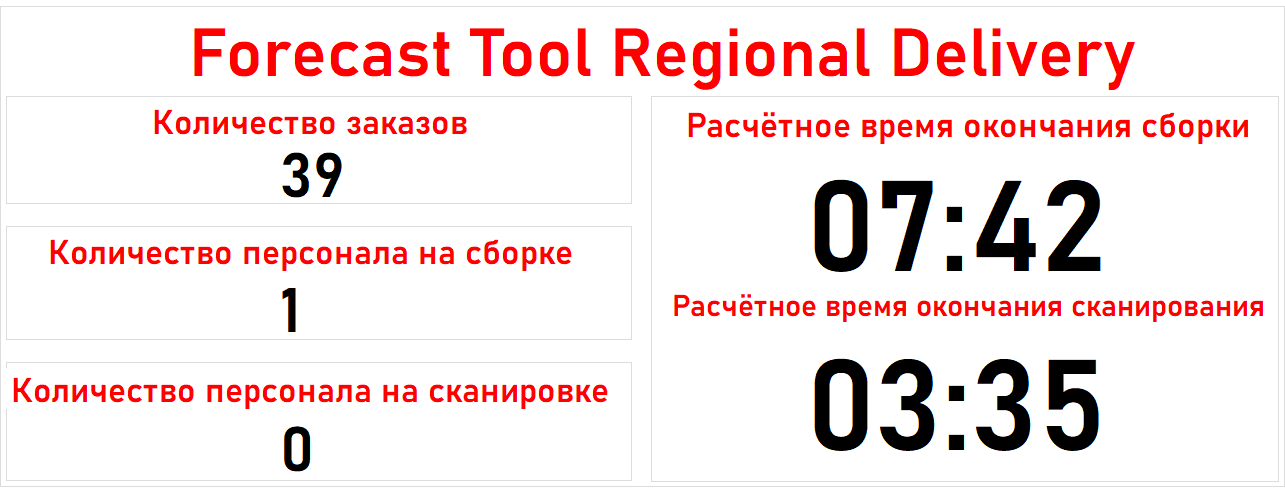 Forecast Tool Regional Delivery
Количество заказов
39
Количество персонала на сборке
1
Количество персонала на сканировке
0
Расчётное время окончания сборки
07:42
Расчётное время окончания сканирования
03:35